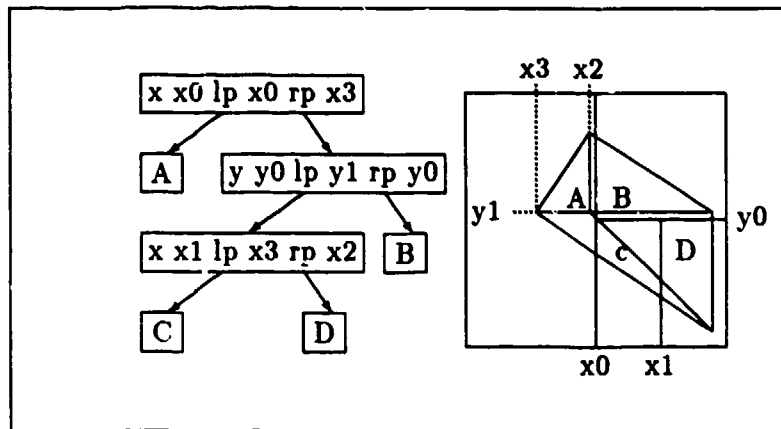 x x0 lp x0 rp x3
A
y y0 lp y1 rp y0
x x1 lp x3 rp x2
B
C
D
x3 x2
A B
y1
y0
c
D
x0 x1